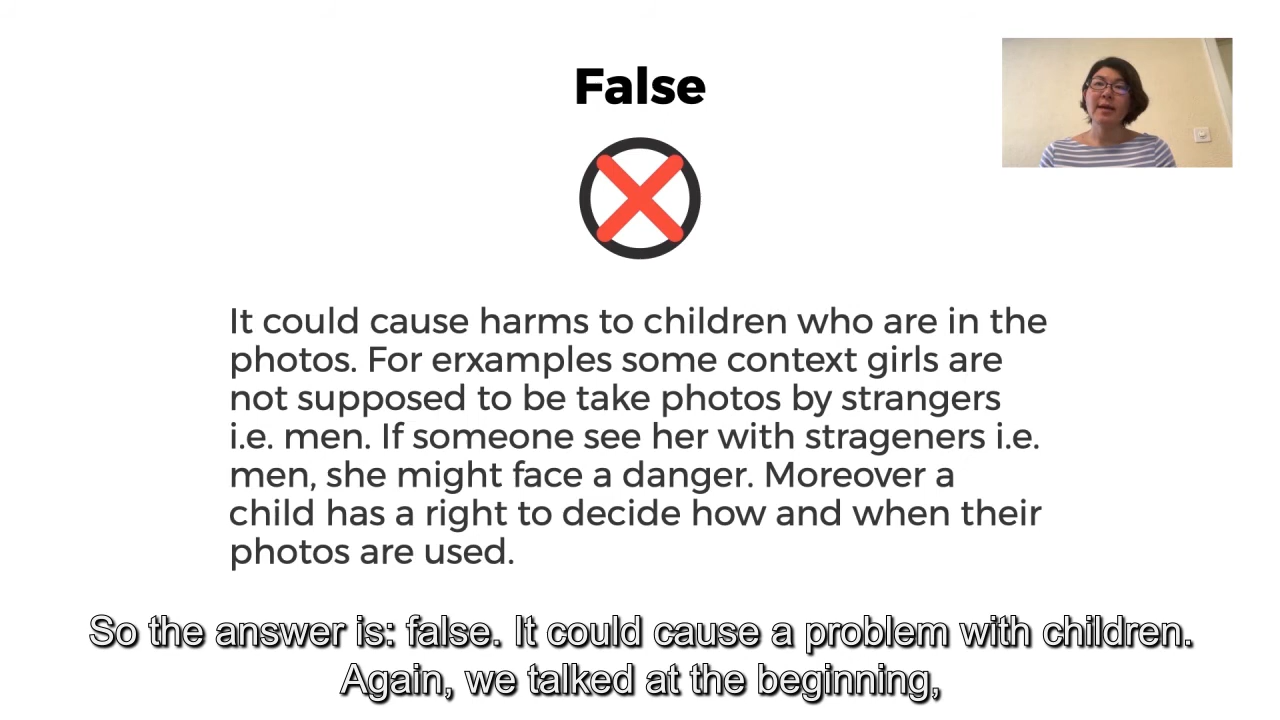 False
It could cause harms to children who are in the
photos. For erxamples some context girls are
not supposed to be take photos by strangers
i.e. men. If someone see her with strageners i.e.
men, she might face a danger. Moreover a
child has a right to decide how and when their
photos are used.
So the answer is: false. It could cause a problem with children.
Again, we talked at the beginning,